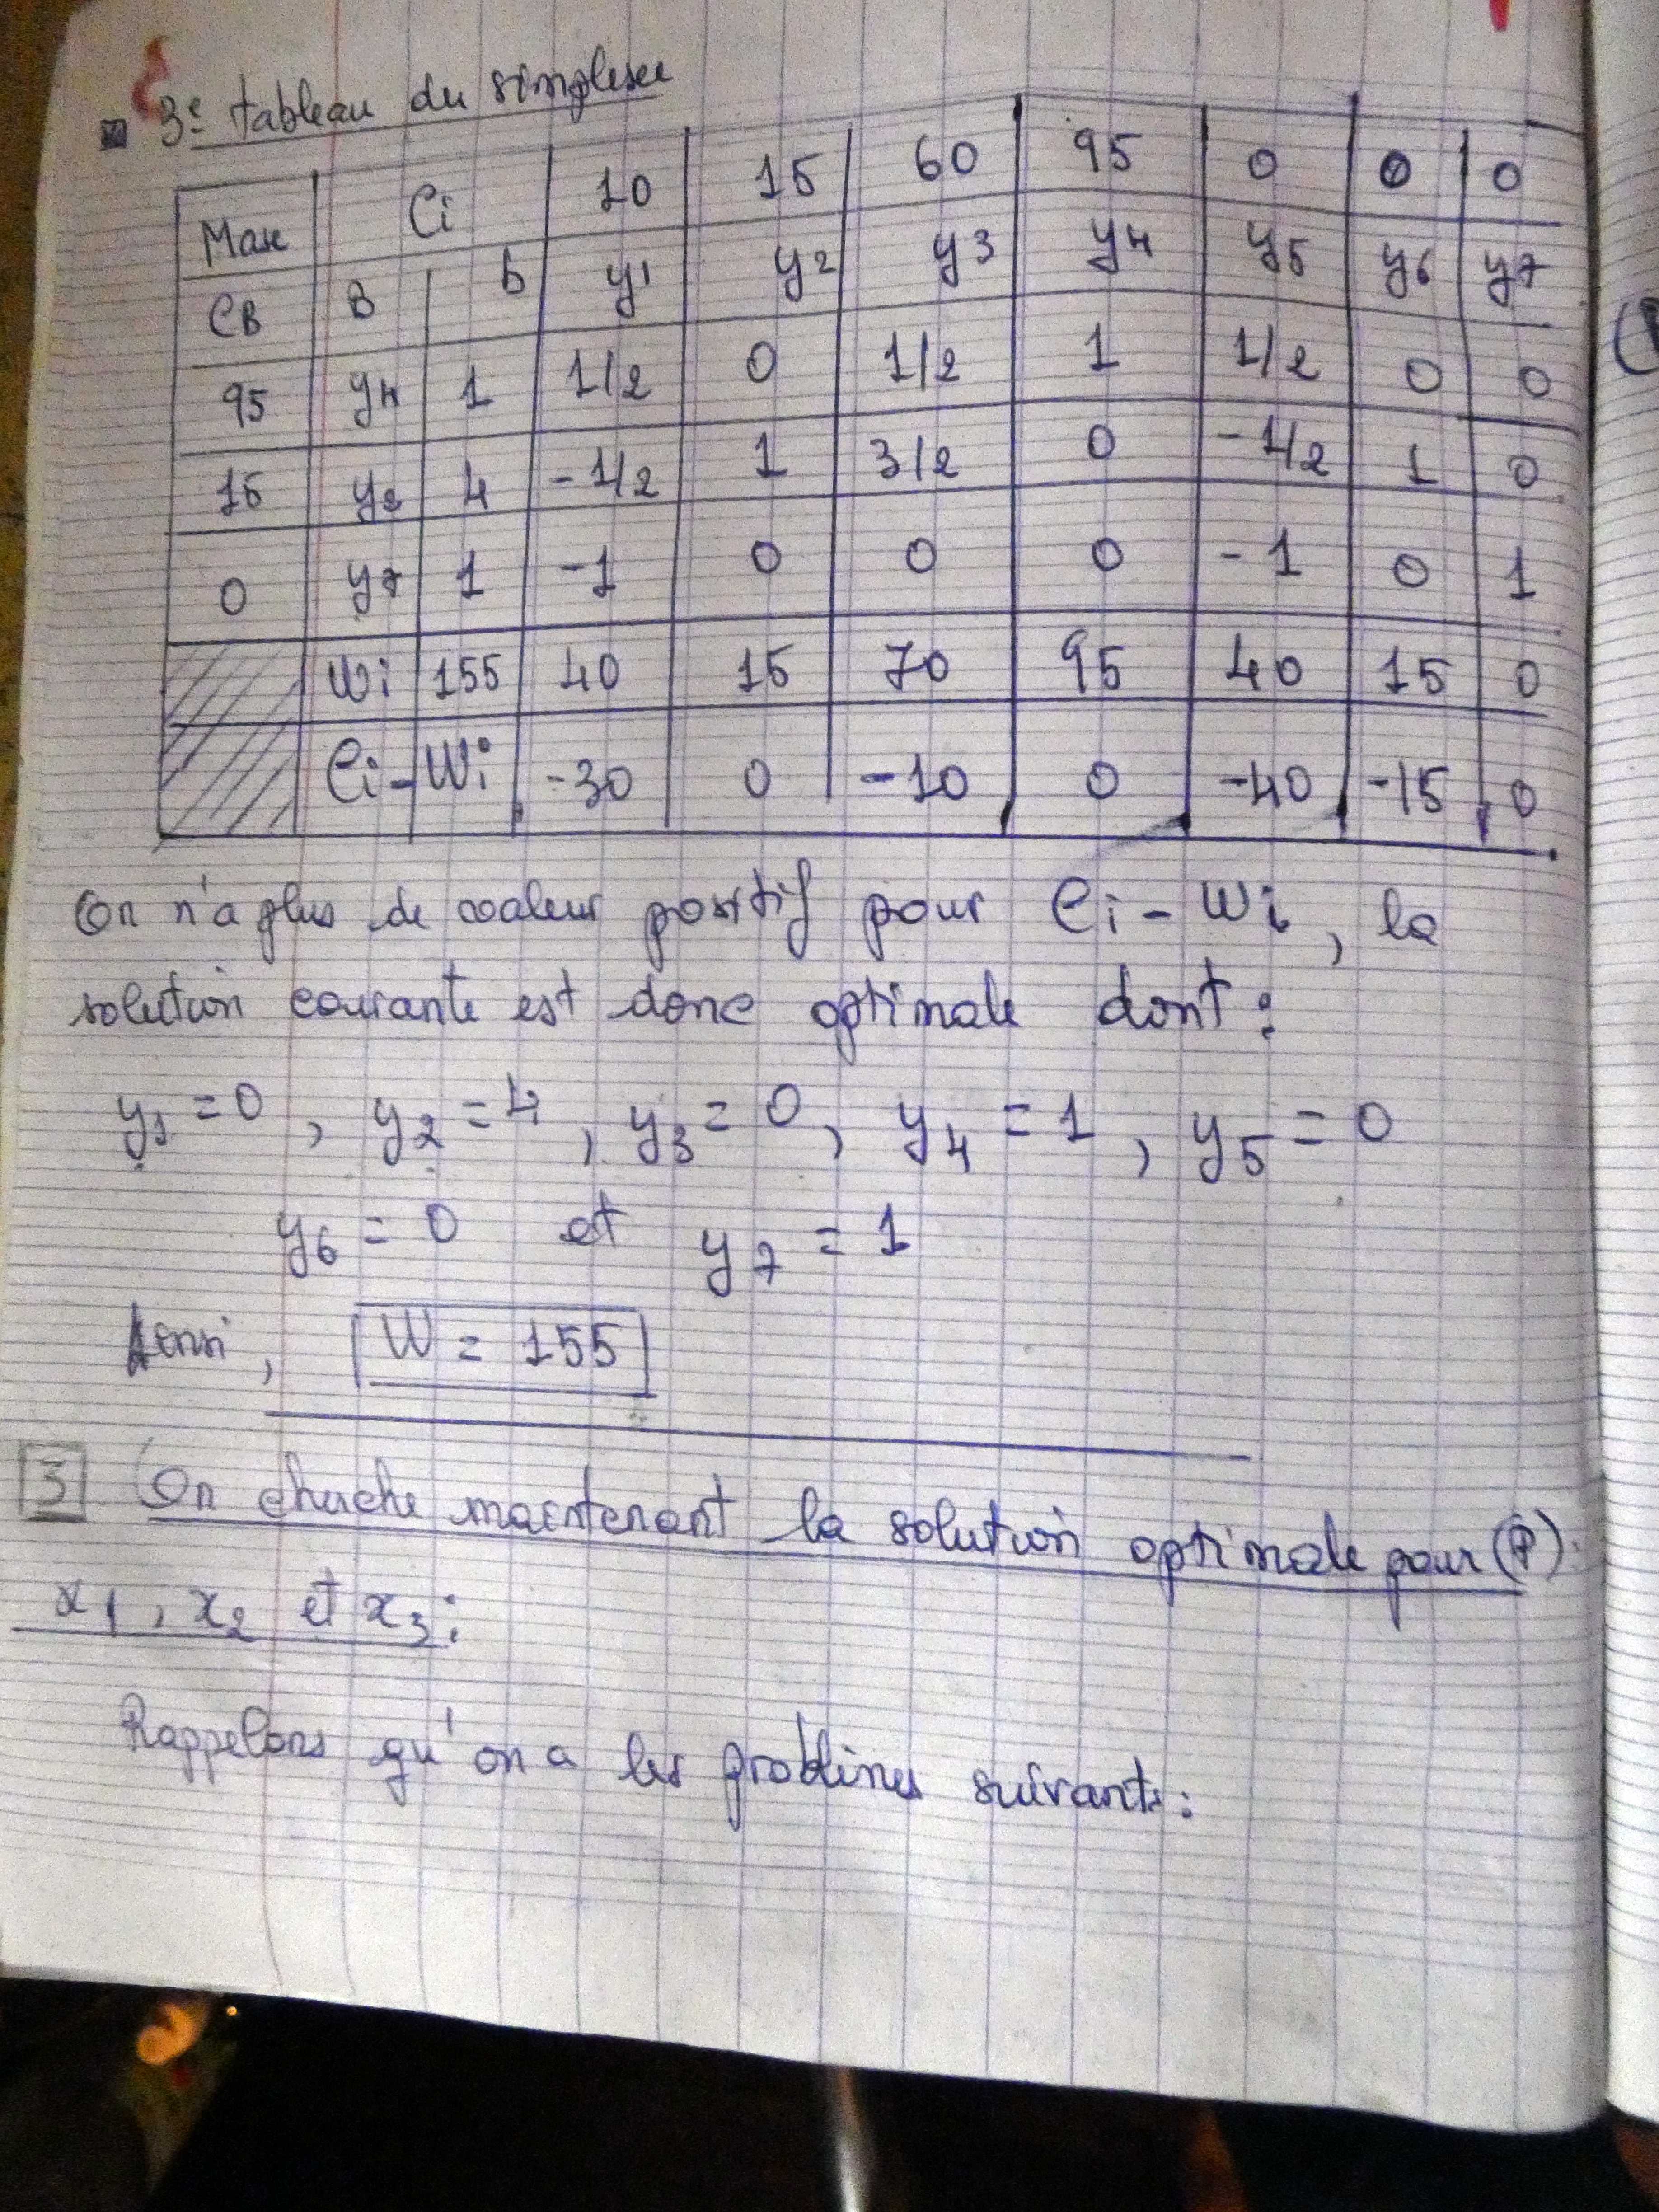 3e tableau du simplexe
Max Ci 10 15 60 95 0 0 0
CB B b y1 y2 y3 y4 y5 y6 y7
95 y4 1 1/2 0 1/2 1 1/2 0 0
15 y2 4 -1/2 1 3/2 0 -1/2 1 0
0 y7 1 -1 0 0 0 -1 0 1
Wi 155 40 15 70 95 40 15 0
Ci - Wi -30 0 -10 0 -40 -15 0
On n'a plus de valeur positif pour Ci - Wi, la
solution courante est donc optimale dont :
y1 = 0, y2 = 4, y3 = 0, y4 = 1, y5 = 0
y6 = 0 et y7 = 1
Ainsi, W = 155
3 On cherche maintenant la solution optimale pour (P).
x1, x2 et x3 :
Rappelons qu'on a les problèmes suivants :